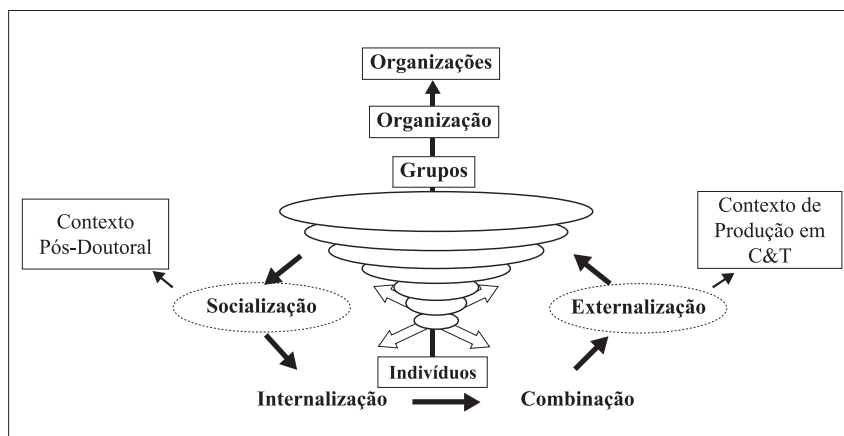 Organizações
Organização
Grupos
Contexto
Pós-Doutoral
Contexto de
Produção em
C&T
Socialização
Externalização
Indivíduos
Internalização
Combinação